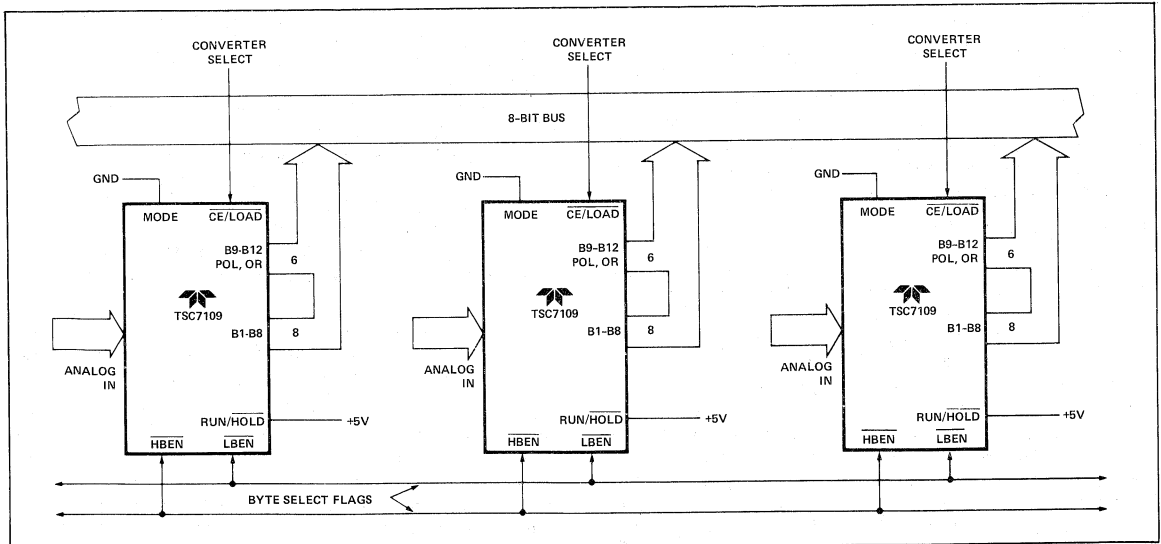 CONVERTER
SELECT
CONVERTER
SELECT
CONVERTER
SELECT
8-BIT BUS
GND
MODE
CE/LOAD
B9-B12
POL, OR
6
TSC7109
B1-B8
8
ANALOG
IN
RUN/HOLD
+5V
HBEN
LBEN
GND
MODE
CE/LOAD
B9-B12
POL, OR
6
TSC7109
B1-B8
8
ANALOG
IN
RUN/HOLD
+5V
HBEN
LBEN
GND
MODE
CE/LOAD
B9-B12
POL, OR
6
TSC7109
B1-B8
8
ANALOG
IN
RUN/HOLD
+5V
HBEN
LBEN
BYTE SELECT FLAGS